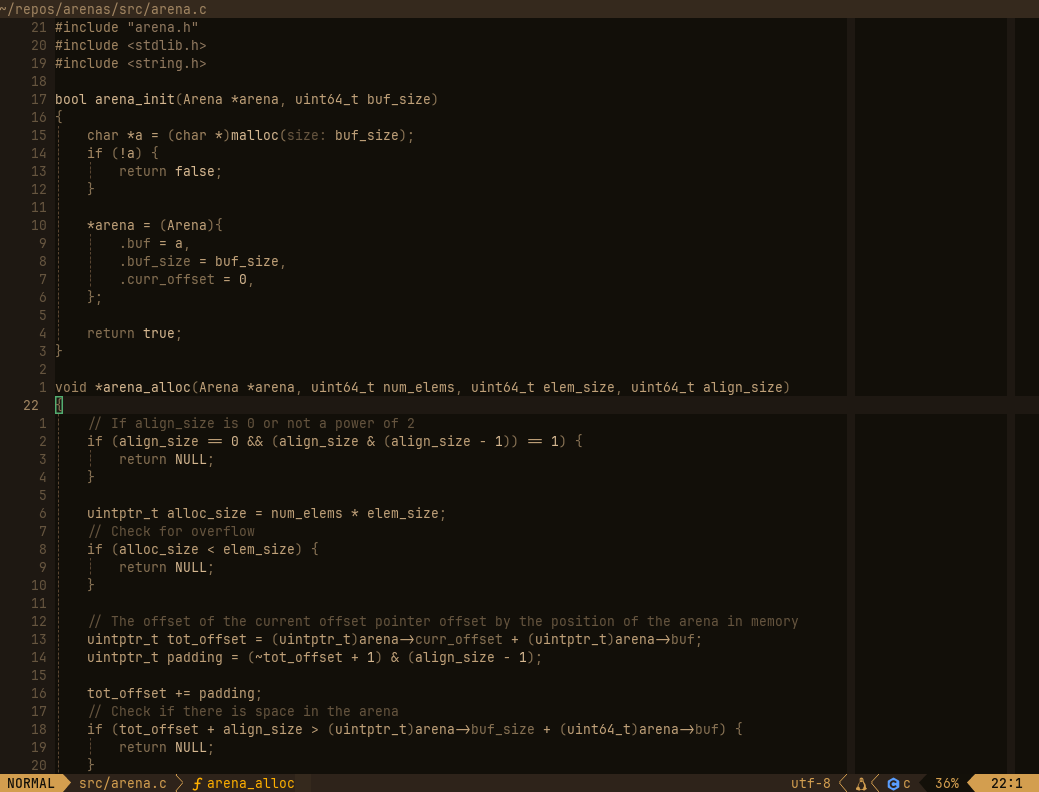 ~/repos/arenas/src/arena.c
21 #include "arena.h"
20 #include <stdlib.h>
19 #include <string.h>
18
17 bool arena_init(Arena *arena, uint64_t buf_size)
16 {
15     char *a = (char *)malloc(size: buf_size);
14     if (!a) {
13         return false;
12     }
11
10     *arena = (Arena){
9         .buf = a,
8         .buf_size = buf_size,
7         .curr_offset = 0,
6     };
5
4     return true;
3 }
2
1 void *arena_alloc(Arena *arena, uint64_t num_elems, uint64_t elem_size, uint64_t align_size)
22 {
1     // If align_size is 0 or not a power of 2
2     if (align_size == 0 && (align_size & (align_size - 1)) == 1) {
3         return NULL;
4     }
5
6     uintptr_t alloc_size = num_elems * elem_size;
7     // Check for overflow
8     if (alloc_size < elem_size) {
9         return NULL;
10     }
11
12     // The offset of the current offset pointer offset by the position of the arena in memory
13     uintptr_t tot_offset = (uintptr_t)arena->curr_offset + (uintptr_t)arena->buf;
14     uintptr_t padding = (~tot_offset + 1) & (align_size - 1);
15
16     tot_offset += padding;
17     // Check if there is space in the arena
18     if (tot_offset + align_size > (uintptr_t)arena->buf_size + (uint64_t)arena->buf) {
19         return NULL;
20     }
NORMAL src/arena.c ƒ arena_alloc utf-8 C c 36% 22:1